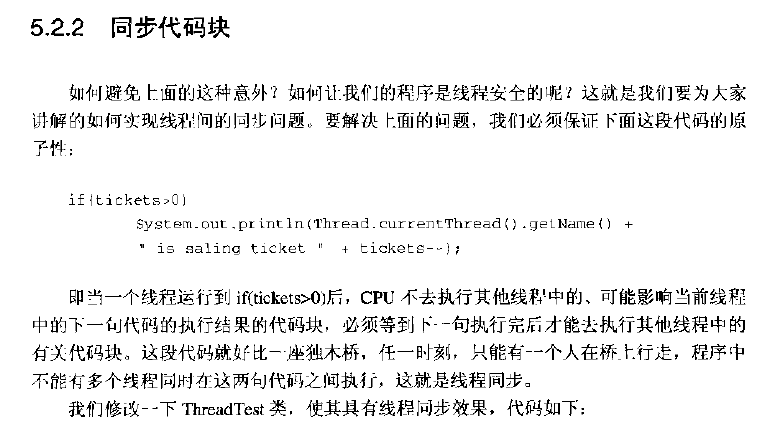 5.2.2 同步代码块
如何避免上面的这种意外？如何让我们的程序是线程安全的呢？这就是我们要为大家
讲解的如何实现线程间的同步问题。要解决上面的问题，我们必须保证下面这段代码的原
子性：
if(tickets>0)
System.out.println(Thread.currentThread().getName() +
" is saling ticket " + tickets--);
即当一个线程运行到 if(tickets>0)后，CPU 不去执行其他线程中的、可能影响当前线程
中的下一句代码的执行结果的代码块，必须等到下一句执行完后才能去执行其他线程中的
有关代码块。这段代码就好比一座独木桥，任一时刻，只能有一个人在桥上行走，程序中
不能有多个线程同时在这两句代码之间执行，这就是线程同步。
我们修改一下 ThreadTest 类，使其具有线程同步效果，代码如下：